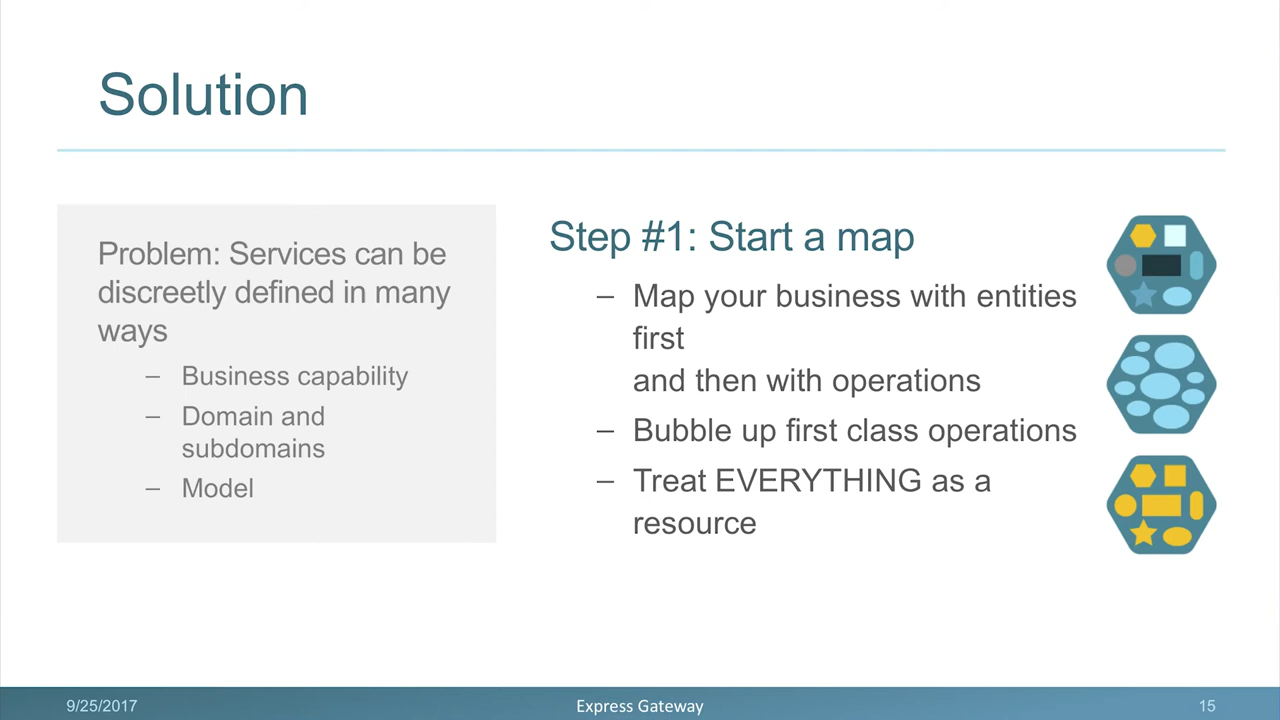 Solution
Problem: Services can be
discreetly defined in many
ways
– Business capability
– Domain and
subdomains
– Model
Step #1: Start a map
– Map your business with entities
first
and then with operations
– Bubble up first class operations
– Treat EVERYTHING as a
resource
9/25/2017
Express Gateway
15